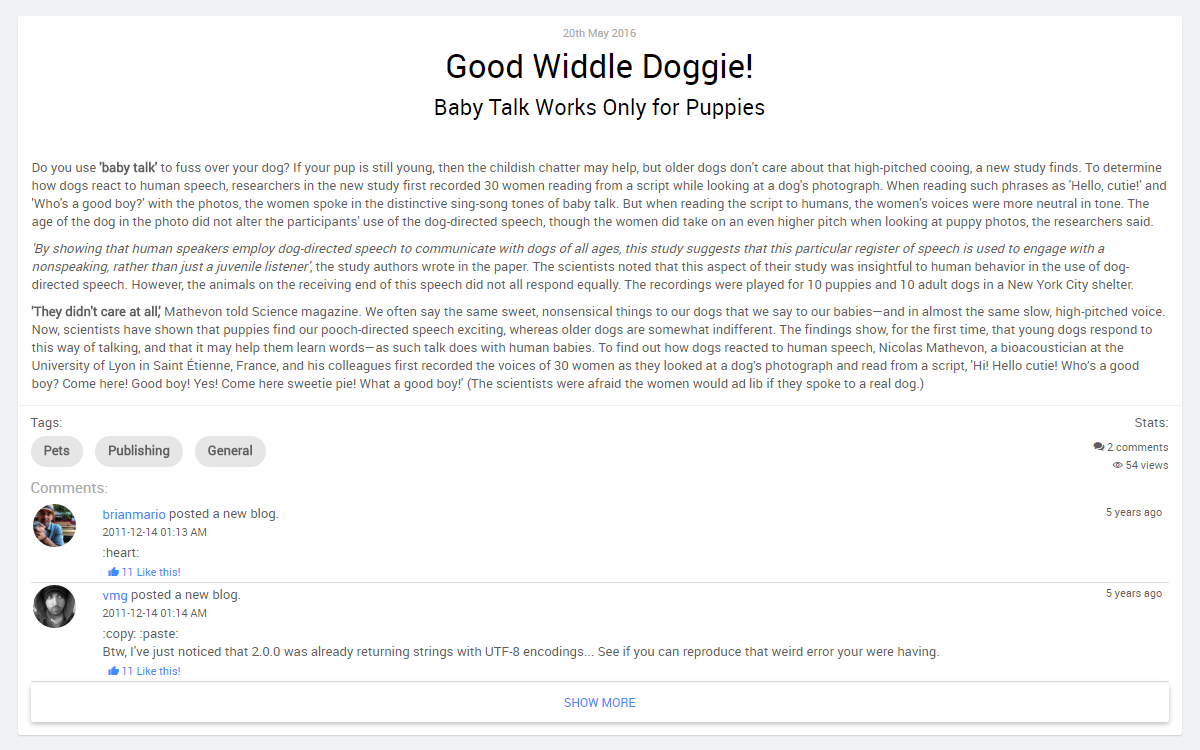 20th May 2016
Good Widdle Doggie!
Baby Talk Works Only for Puppies
Do you use 'baby talk' to fuss over your dog? If your pup is still young, then the childish chatter may help, but older dogs don't care about that high-pitched cooing, a new study finds. To determine
how dogs react to human speech, researchers in the new study first recorded 30 women reading from a script while looking at a dog's photograph. When reading such phrases as 'Hello, cutie!' and
'Who's a good boy?' with the photos, the women spoke in the distinctive sing-song tones of baby talk. But when reading the script to humans, the women's voices were more neutral in tone. The
age of the dog in the photo did not alter the participants' use of the dog-directed speech, though the women did take on an even higher pitch when looking at puppy photos, the researchers said.
'By showing that human speakers employ dog-directed speech to communicate with dogs of all ages, this study suggests that this particular register of speech is used to engage with a
nonspeaking, rather than just a juvenile listener', the study authors wrote in the paper. The scientists noted that this aspect of their study was insightful to human behavior in the use of dog-
directed speech. However, the animals on the receiving end of this speech did not all respond equally. The recordings were played for 10 puppies and 10 adult dogs in a New York City shelter.
'They didn't care at all,' Mathevon told Science magazine. We often say the same sweet, nonsensical things to our dogs that we say to our babies—and in almost the same slow, high-pitched voice.
Now, scientists have shown that puppies find our pooch-directed speech exciting, whereas older dogs are somewhat indifferent. The findings show, for the first time, that young dogs respond to
this way of talking, and that it may help them learn words—as such talk does with human babies. To find out how dogs reacted to human speech, Nicolas Mathevon, a bioacoustician at the
University of Lyon in Saint Étienne, France, and his colleagues first recorded the voices of 30 women as they looked at a dog's photograph and read from a script, 'Hi! Hello cutie! Who's a good
boy? Come here! Good boy! Yes! Come here sweetie pie! What a good boy!' (The scientists were afraid the women would ad lib if they spoke to a real dog.)
Tags:
Stats:
Pets Publishing General
2 comments
54 views
Comments:
brianmario posted a new blog.
5 years ago
2011-12-14 01:13 AM
:heart:
11 Like this!
vmg posted a new blog.
5 years ago
2011-12-14 01:14 AM
:copy: :paste:
Btw, I've just noticed that 2.0.0 was already returning strings with UTF-8 encodings... See if you can reproduce that weird error your were having.
11 Like this!
SHOW MORE